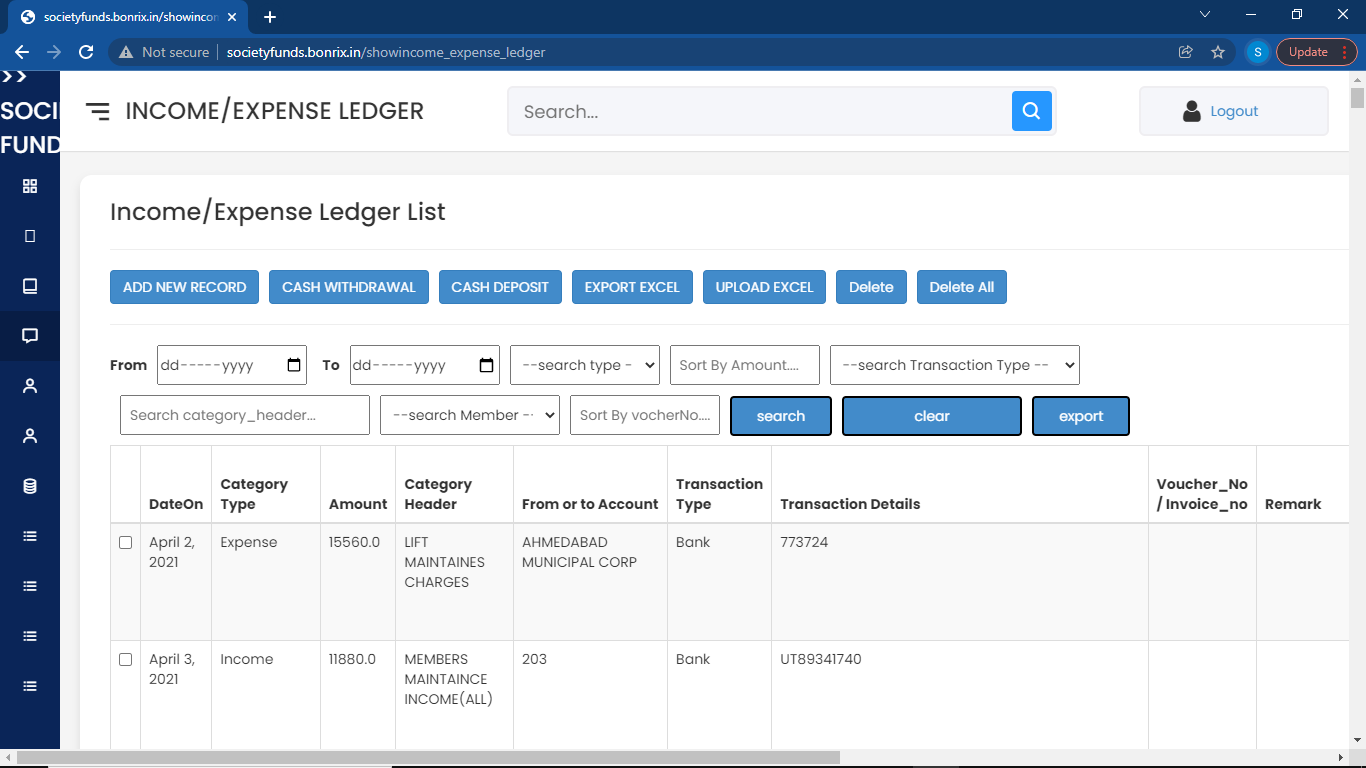 societyfunds.bonrix.in/showincon
Not secure
societyfunds.bonrix.in/showincome_expense_ledger
S
Update
>>
SOCI
FUND
INCOME/EXPENSE LEDGER
Search...
Logout
Income/Expense Ledger List
ADD NEW RECORD CASH WITHDRAWAL CASH DEPOSIT EXPORT EXCEL UPLOAD EXCEL Delete Delete All
From dd-----yyyy To dd-----yyyy --search type - Sort By Amount.... --search Transaction Type --
Search category_header... --search Member -- Sort By vocherNo.... search clear export
DateOn
Category
Type
Amount
Category
Header
From or to Account
Transaction
Type
Transaction Details
Voucher_No
/ Invoice_no
Remark
April 2,
2021
Expense
15560.0
LIFT
MAINTAINES
CHARGES
AHMEDABAD
MUNICIPAL CORP
Bank
773724
April 3,
2021
Income
11880.0
MEMBERS
MAINTAINCE
INCOME(ALL)
203
Bank
UT89341740